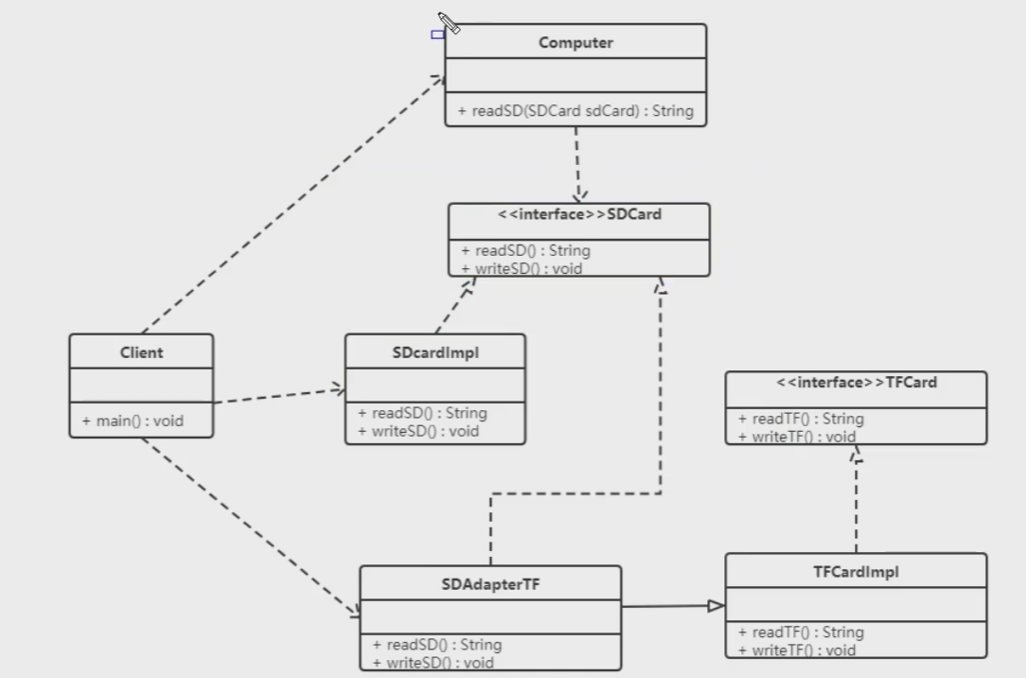 Computer
+ readSD(SDCard sdCard) : String
<<interface>>SDCard
+ readSD() : String
+ writeSD() : void
Client
+ main() : void
SDcardImpl
+ readSD() : String
+ writeSD() : void
<<interface>>TFCard
+ readTF() : String
+ writeTF() : void
SDAdapterTF
+ readSD() : String
+ writeSD() : void
TFCardImpl
+ readTF() : String
+ writeTF() : void